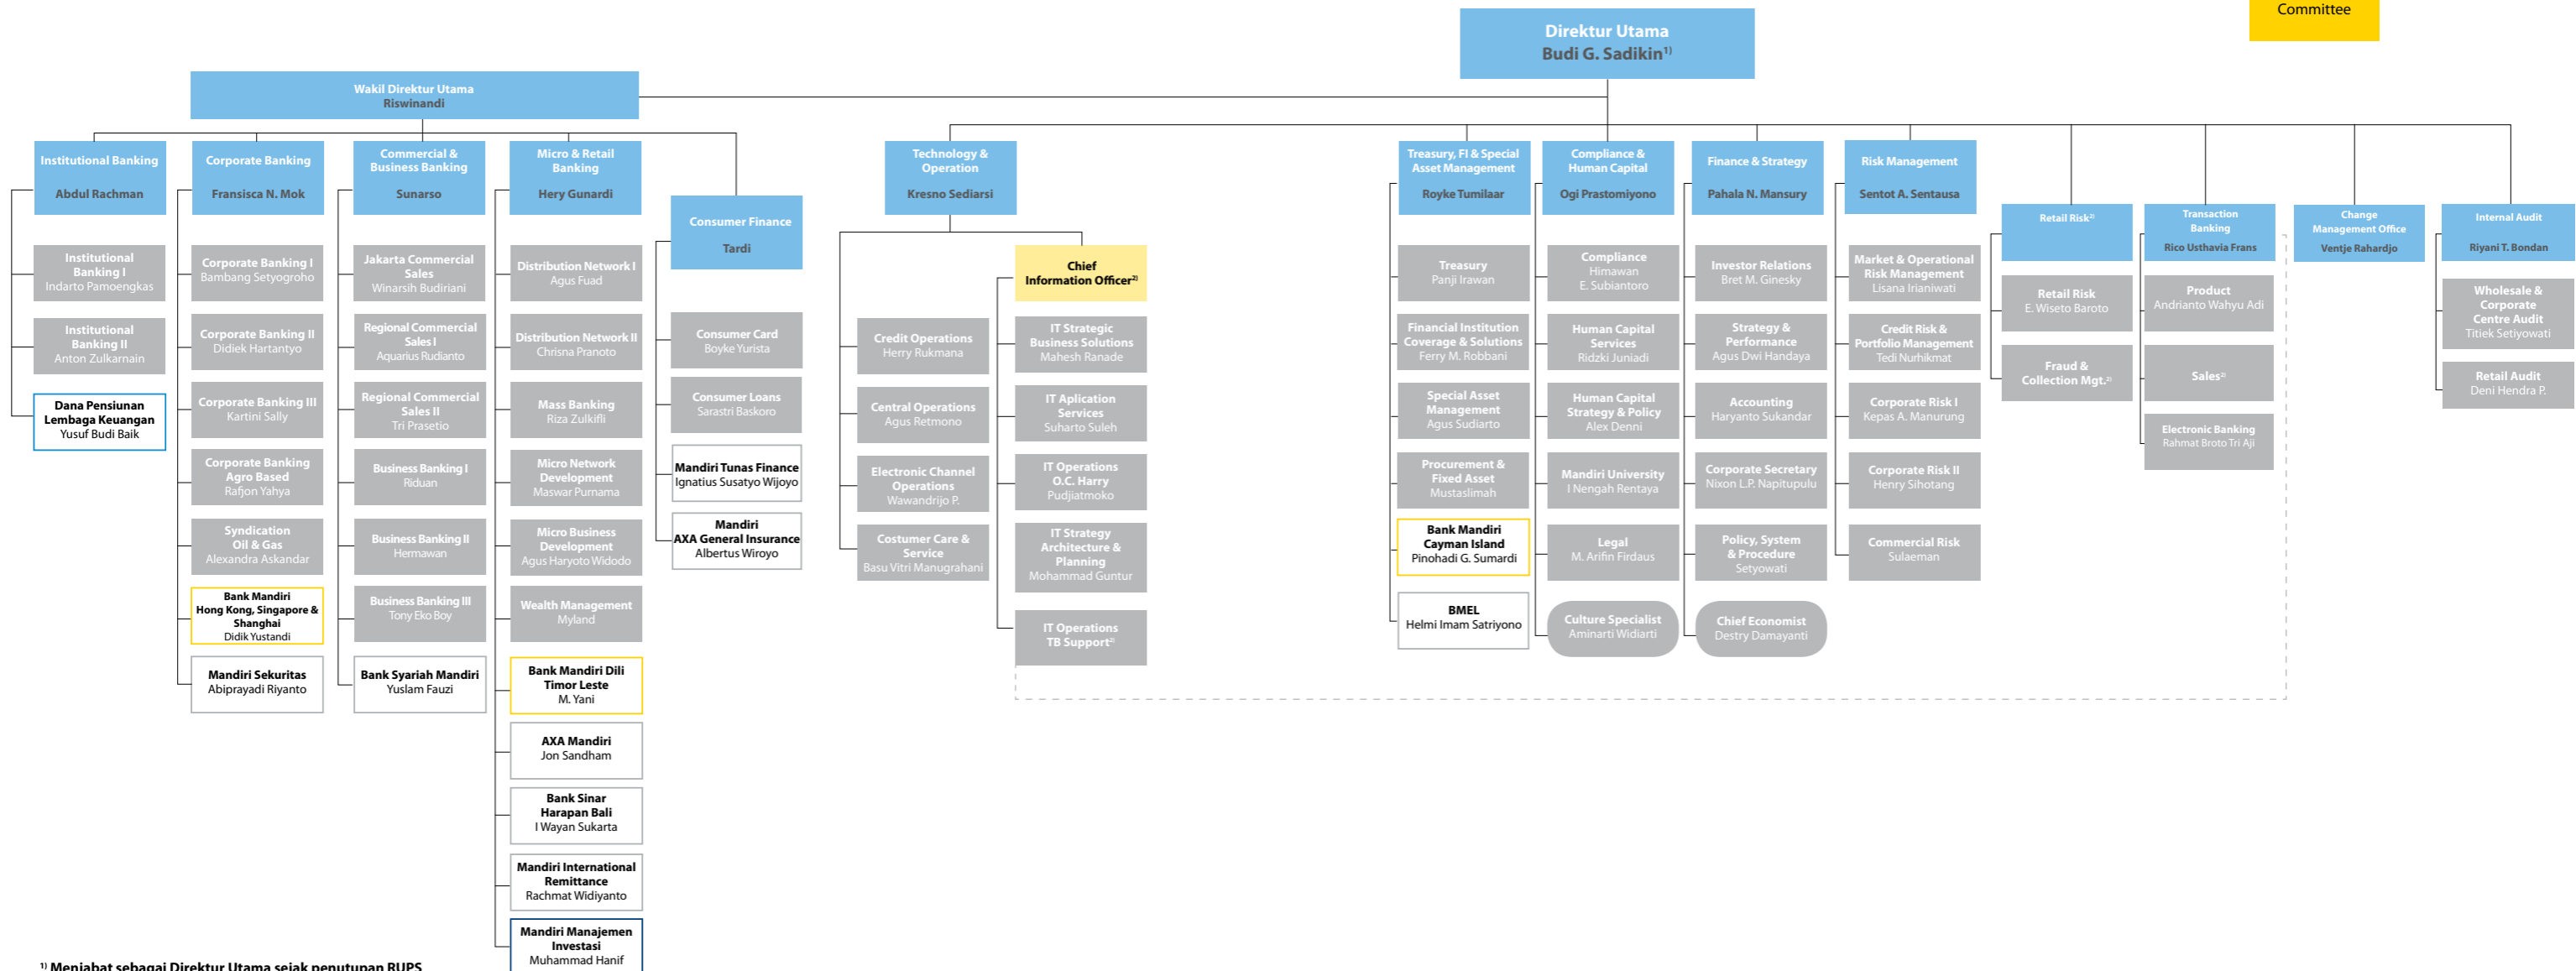 Committee
Direktur Utama
Budi G. Sadikin¹⁾
Wakil Direktur Utama
Riswinandi
Institutional Banking
Abdul Rachman
Institutional
Banking I
Indarto Pamoengkas
Institutional
Banking II
Anton Zulkarnain
Dana Pensiunan
Lembaga Keuangan
Yusuf Budi Baik
Corporate Banking
Fransisca N. Mok
Corporate Banking I
Bambang Setyogroho
Corporate Banking II
Didiek Hartantyo
Corporate Banking III
Kartini Sally
Corporate Banking
Agro Based
Rafjon Yahya
Syndication
Oil & Gas
Alexandra Askandar
Bank Mandiri
Hong Kong, Singapore &
Shanghai
Didik Yustandi
Mandiri Sekuritas
Abiprayadi Riyanto
Commercial &
Business Banking
Sunarso
Jakarta Commercial
Sales
Winarsih Budiriani
Regional Commercial
Sales I
Aquarius Rudianto
Regional Commercial
Sales II
Tri Prasetio
Business Banking I
Riduan
Business Banking II
Hermawan
Business Banking III
Tony Eko Boy
Bank Syariah Mandiri
Yuslam Fauzi
Micro & Retail
Banking
Hery Gunardi
Distribution Network I
Agus Fuad
Distribution Network II
Chrisna Pranoto
Mass Banking
Riza Zulkifli
Micro Network
Development
Maswar Purnama
Micro Business
Development
Agus Haryoto Widodo
Wealth Management
Myland
Bank Mandiri Dili
Timor Leste
M. Yani
AXA Mandiri
Jon Sandham
Bank Sinar
Harapan Bali
I Wayan Sukarta
Mandiri International
Remittance
Rachmat Widiyanto
Mandiri Manajemen
Investasi
Muhammad Hanif
Consumer Finance
Tardi
Consumer Card
Boyke Yurista
Consumer Loans
Sarastri Baskoro
Mandiri Tunas Finance
Ignatius Susatyo Wijoyo
Mandiri
AXA General Insurance
Albertus Wiroyo
Technology &
Operation
Kresno Sediarsi
Credit Operations
Herry Rukmana
Central Operations
Agus Retmono
Electronic Channel
Operations
Wawandrijo P.
Costumer Care &
Service
Basu Vitri Manugrahani
Chief
Information Officer²⁾
IT Strategic
Business Solutions
Mahesh Ranade
IT Aplication
Services
Suharto Suleh
IT Operations
O.C. Harry
Pudjiatmoko
IT Strategy
Architecture &
Planning
Mohammad Guntur
IT Operations
TB Support²⁾
Treasury, FI & Special
Asset Management
Royke Tumilaar
Treasury
Panji Irawan
Financial Institution
Coverage & Solutions
Ferry M. Robbani
Special Asset
Management
Agus Sudiarto
Procurement &
Fixed Asset
Mustaslimah
Bank Mandiri
Cayman Island
Pinohadi G. Sumardi
BMEL
Helmi Imam Satriyono
Compliance &
Human Capital
Ogi Prastomiyono
Compliance
Himawan
E. Subiantoro
Human Capital
Services
Ridzki Juniadi
Human Capital
Strategy & Policy
Alex Denni
Mandiri University
I Nengah Rentaya
Legal
M. Arifin Firdaus
Culture Specialist
Aminarti Widiarti
Finance & Strategy
Pahala N. Mansury
Investor Relations
Bret M. Ginesky
Strategy &
Performance
Agus Dwi Handaya
Accounting
Haryanto Sukandar
Corporate Secretary
Nixon L.P. Napitupulu
Policy, System
& Procedure
Setyowati
Chief Economist
Destry Damayanti
Risk Management
Sentot A. Sentausa
Market & Operational
Risk Management
Lisana Irianiwati
Credit Risk &
Portfolio Management
Tedi Nurhikmat
Corporate Risk I
Kepas A. Manurung
Corporate Risk II
Henry Sihotang
Commercial Risk
Sulaeman
Retail Risk²⁾
Retail Risk
E. Wiseto Baroto
Fraud &
Collection Mgt.²⁾
Transaction
Banking
Rico Usthavia Frans
Product
Andrianto Wahyu Adi
Sales²⁾
Electronic Banking
Rahmat Broto Tri Aji
Change
Management Office
Ventje Rahardjo
Internal Audit
Riyani T. Bondan
Wholesale &
Corporate
Centre Audit
Titiek Setiyowati
Retail Audit
Deni Hendra P.
¹⁾ Menjabat sebagai Direktur Utama sejak penutupan RUPS